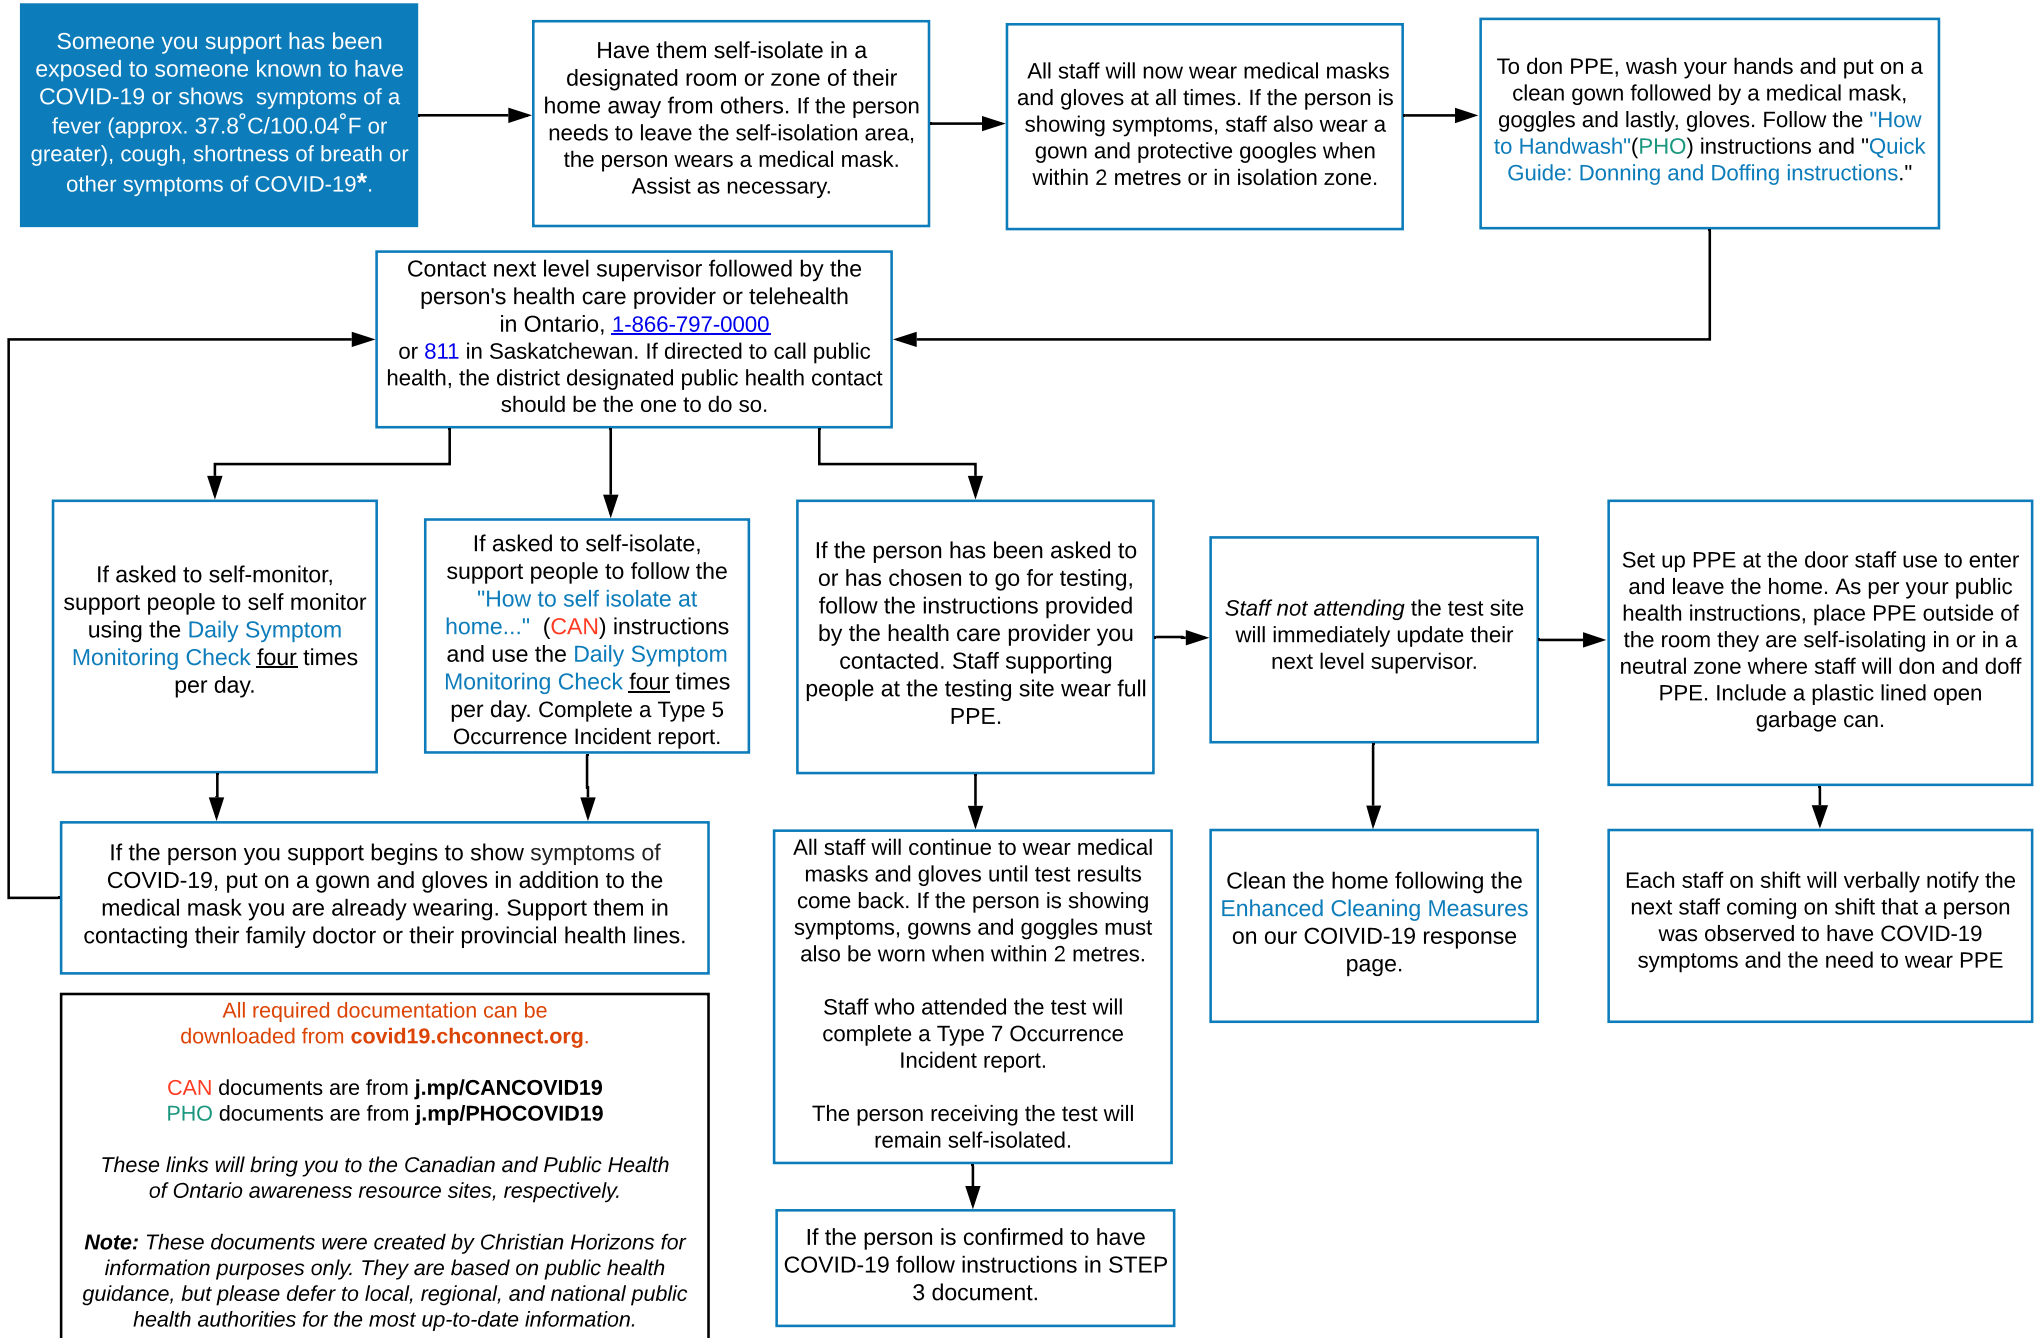 Someone you support has been
exposed to someone known to have
COVID-19 or shows  symptoms of a
fever (approx. 37.8˚C/100.04˚F or
greater), cough, shortness of breath or
other symptoms of COVID-19*.
Have them self-isolate in a
designated room or zone of their
home away from others. If the person
needs to leave the self-isolation area,
the person wears a medical mask.
Assist as necessary.
All staff will now wear medical masks
and gloves at all times. If the person is
showing symptoms, staff also wear a
gown and protective googles when
within 2 metres or in isolation zone.
To don PPE, wash your hands and put on a
clean gown followed by a medical mask,
goggles and lastly, gloves. Follow the "How
to Handwash"(PHO) instructions and "Quick
Guide: Donning and Doffing instructions."
Contact next level supervisor followed by the
person's health care provider or telehealth
in Ontario, 1-866-797-0000
or 811 in Saskatchewan. If directed to call public
health, the district designated public health contact
should be the one to do so.
If asked to self-monitor,
support people to self monitor
using the Daily Symptom
Monitoring Check four times
per day.
If asked to self-isolate,
support people to follow the
"How to self isolate at
home..."  (CAN) instructions
and use the Daily Symptom
Monitoring Check four times
per day. Complete a Type 5
Occurrence Incident report.
If the person has been asked to
or has chosen to go for testing,
follow the instructions provided
by the health care provider you
contacted. Staff supporting
people at the testing site wear full
PPE.
Staff not attending the test site
will immediately update their
next level supervisor.
Set up PPE at the door staff use to enter
and leave the home. As per your public
health instructions, place PPE outside of
the room they are self-isolating in or in a
neutral zone where staff will don and doff
PPE. Include a plastic lined open
garbage can.
If the person you support begins to show symptoms of
COVID-19, put on a gown and gloves in addition to the
medical mask you are already wearing. Support them in
contacting their family doctor or their provincial health lines.
All staff will continue to wear medical
masks and gloves until test results
come back. If the person is showing
symptoms, gowns and goggles must
also be worn when within 2 metres.
Staff who attended the test will
complete a Type 7 Occurrence
Incident report.
The person receiving the test will
remain self-isolated.
Clean the home following the
Enhanced Cleaning Measures
on our COIVID-19 response
page.
Each staff on shift will verbally notify the
next staff coming on shift that a person
was observed to have COVID-19
symptoms and the need to wear PPE
All required documentation can be
downloaded from covid19.chconnect.org.
CAN documents are from j.mp/CANCOVID19
PHO documents are from j.mp/PHOCOVID19
These links will bring you to the Canadian and Public Health
of Ontario awareness resource sites, respectively.
Note: These documents were created by Christian Horizons for
information purposes only. They are based on public health
guidance, but please defer to local, regional, and national public
health authorities for the most up-to-date information.
If the person is confirmed to have
COVID-19 follow instructions in STEP
3 document.